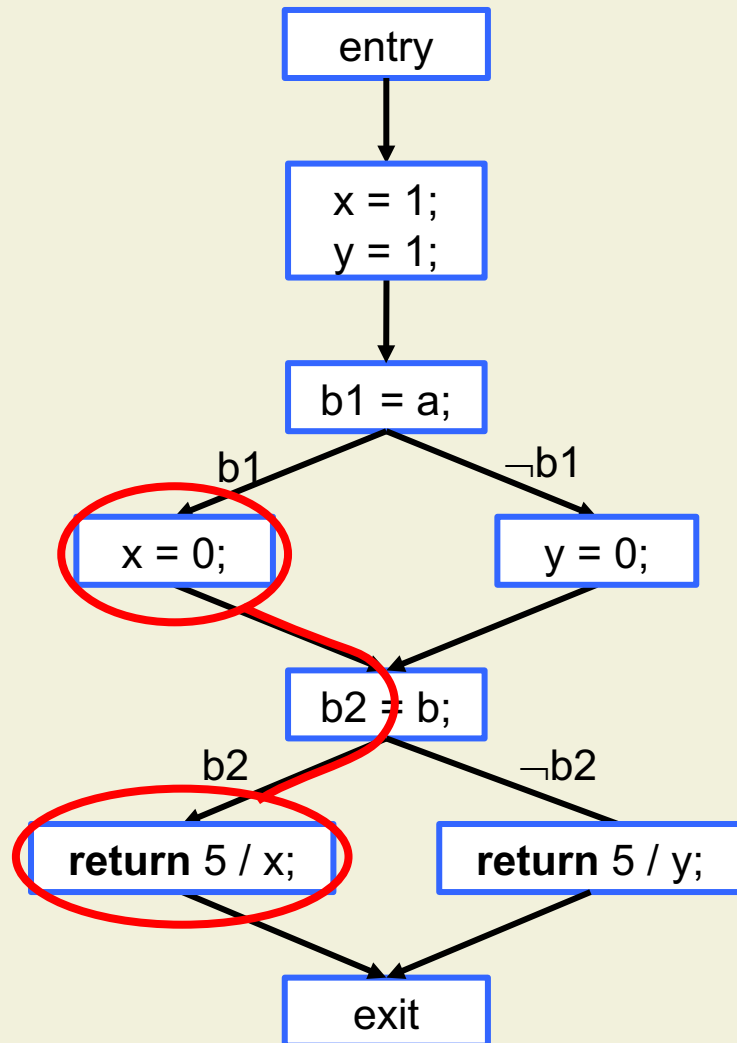 entry
x = 1;
y = 1;
b1 = a;
b1
¬b1
x = 0;
y = 0;
b2 = b;
b2
¬b2
return 5 / x;
return 5 / y;
exit